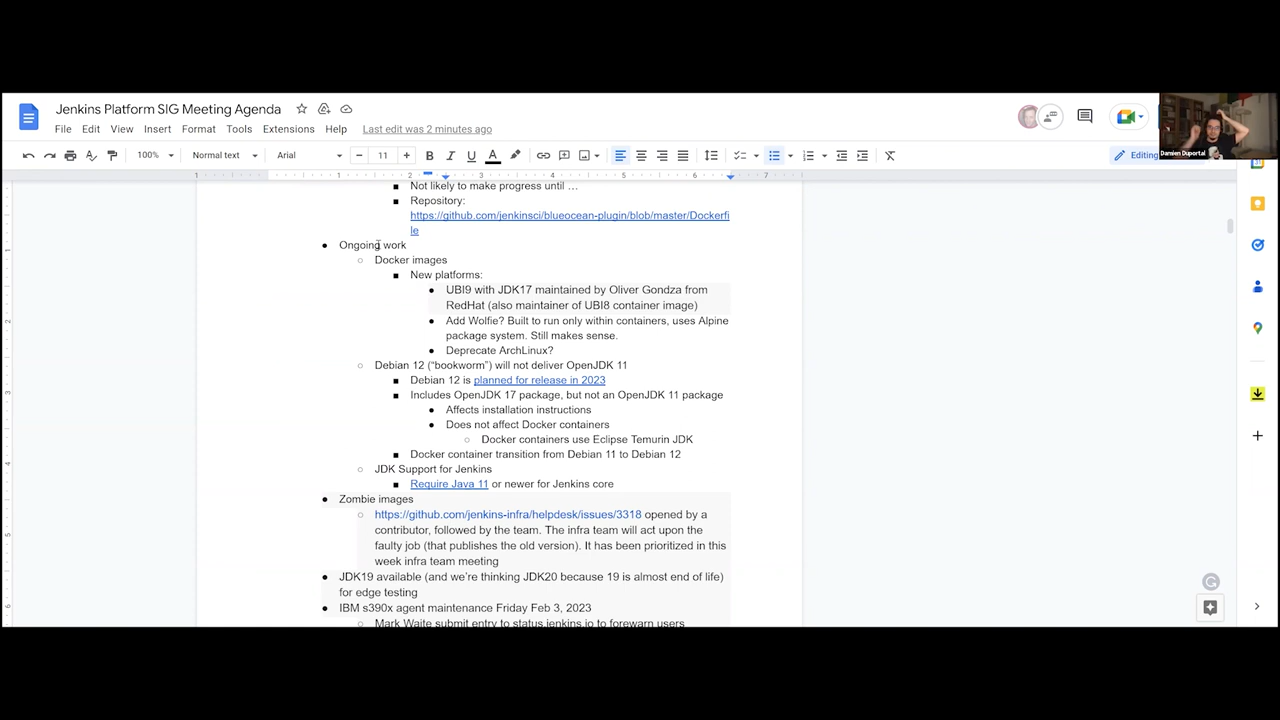 Jenkins Platform SIG Meeting Agenda
File Edit View Insert Format Tools Extensions Help Last edit was 2 minutes ago
Damien Duportal
100% Normal text Arial 11 Editing
1 1 2 3 4 5 6 7
Not likely to make progress until …
Repository:
https://github.com/jenkinsci/blueocean-plugin/blob/master/Dockerfi
le
Ongoing work
Docker images
New platforms:
UBI9 with JDK17 maintained by Oliver Gondza from
RedHat (also maintainer of UBI8 container image)
Add Wolfie? Built to run only within containers, uses Alpine
package system. Still makes sense.
Deprecate ArchLinux?
Debian 12 (“bookworm”) will not deliver OpenJDK 11
Debian 12 is planned for release in 2023
Includes OpenJDK 17 package, but not an OpenJDK 11 package
Affects installation instructions
Does not affect Docker containers
Docker containers use Eclipse Temurin JDK
Docker container transition from Debian 11 to Debian 12
JDK Support for Jenkins
Require Java 11 or newer for Jenkins core
Zombie images
https://github.com/jenkins-infra/helpdesk/issues/3318 opened by a
contributor, followed by the team. The infra team will act upon the
faulty job (that publishes the old version). It has been prioritized in this
week infra team meeting
JDK19 available (and we’re thinking JDK20 because 19 is almost end of life)
for edge testing
IBM s390x agent maintenance Friday Feb 3, 2023
Mark Waite submit entry to status.jenkins.io to forewarn users